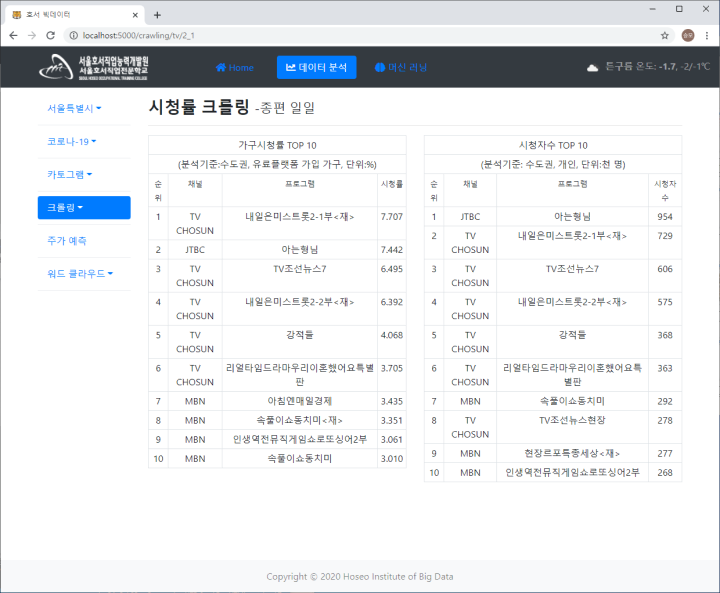 호서 빅데이터
localhost:5000/crawling/tv/2_1
서울호서직업능력개발원
서울호서직업전문학교
SEOUL HOSEO OCCUPATIONAL TRAINING COLLEGE
Home
데이터 분석
머신 러닝
튼구름 온도: -1.7, -2/-1℃
서울특별시
코로나-19
카토그램
크롤링
주가 예측
워드 클라우드
시청률 크롤링 -종편 일일
가구시청률 TOP 10
(분석기준:수도권, 유료플랫폼 가입 가구, 단위:%)
순위 채널 프로그램 시청률
1 TV CHOSUN 내일은미스트롯2-1부<재> 7.707
2 JTBC 아는형님 7.442
3 TV CHOSUN TV조선뉴스7 6.495
4 TV CHOSUN 내일은미스트롯2-2부<재> 6.392
5 TV CHOSUN 강적들 4.068
6 TV CHOSUN 리얼타임드라마우리이혼했어요특별판 3.705
7 MBN 아침엔매일경제 3.435
8 MBN 속풀이쇼동치미<재> 3.351
9 MBN 인생역전뮤직게임쇼로또싱어2부 3.061
10 MBN 속풀이쇼동치미 3.010
시청자수 TOP 10
(분석기준: 수도권, 개인, 단위:천 명)
순위 채널 프로그램 시청자수
1 JTBC 아는형님 954
2 TV CHOSUN 내일은미스트롯2-1부<재> 729
3 TV CHOSUN TV조선뉴스7 606
4 TV CHOSUN 내일은미스트롯2-2부<재> 575
5 TV CHOSUN 강적들 368
6 TV CHOSUN 리얼타임드라마우리이혼했어요특별판 363
7 MBN 속풀이쇼동치미 292
8 TV CHOSUN TV조선뉴스현장 278
9 MBN 현장르포특종세상<재> 277
10 MBN 인생역전뮤직게임쇼로또싱어2부 268
Copyright © 2020 Hoseo Institute of Big Data